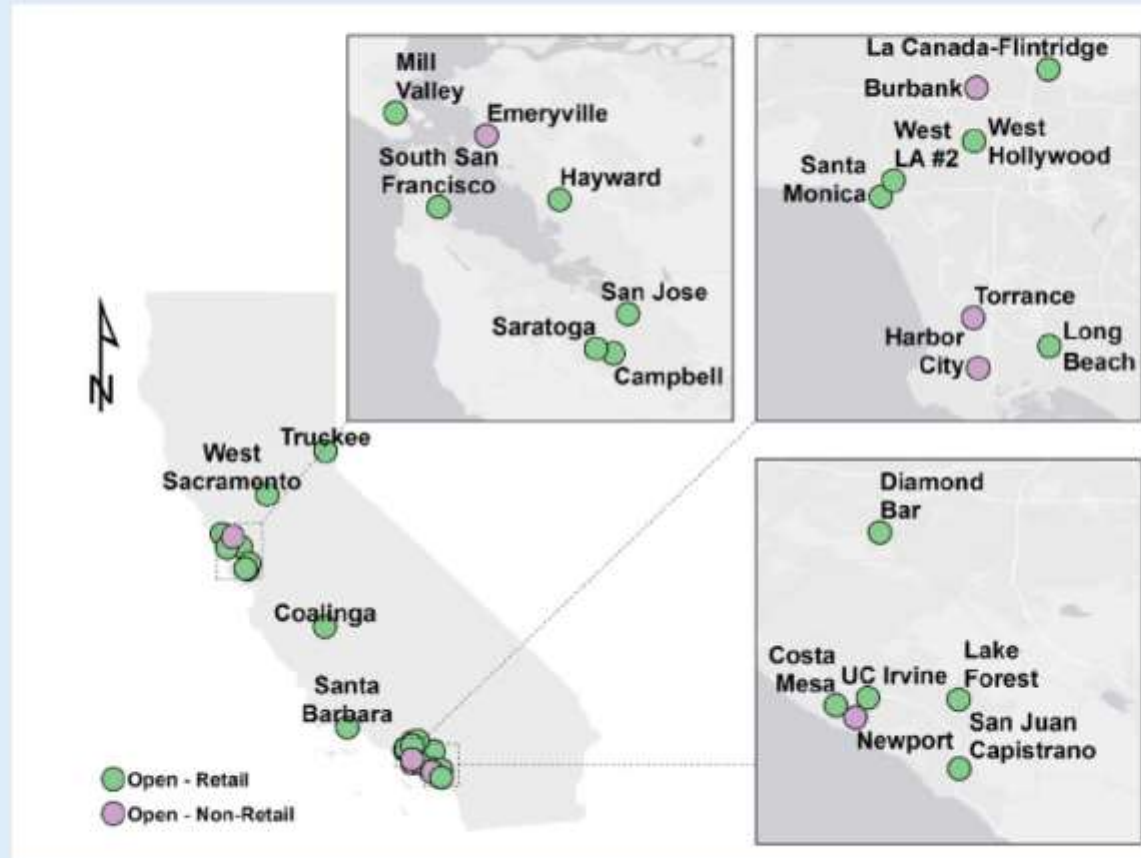 Mill
Valley
Emeryville
South San
Francisco
Hayward
San Jose
Saratoga
Campbell
La Canada-Flintridge
Burbank
West
LA #2
West
Hollywood
Santa
Monica
Torrance
Harbor
City
Long
Beach
N
Truckee
West
Sacramento
Coalinga
Santa
Barbara
Diamond
Bar
Costa
Mesa
UC Irvine
Lake
Forest
Newport
San Juan
Capistrano
Open - Retail
Open - Non-Retail